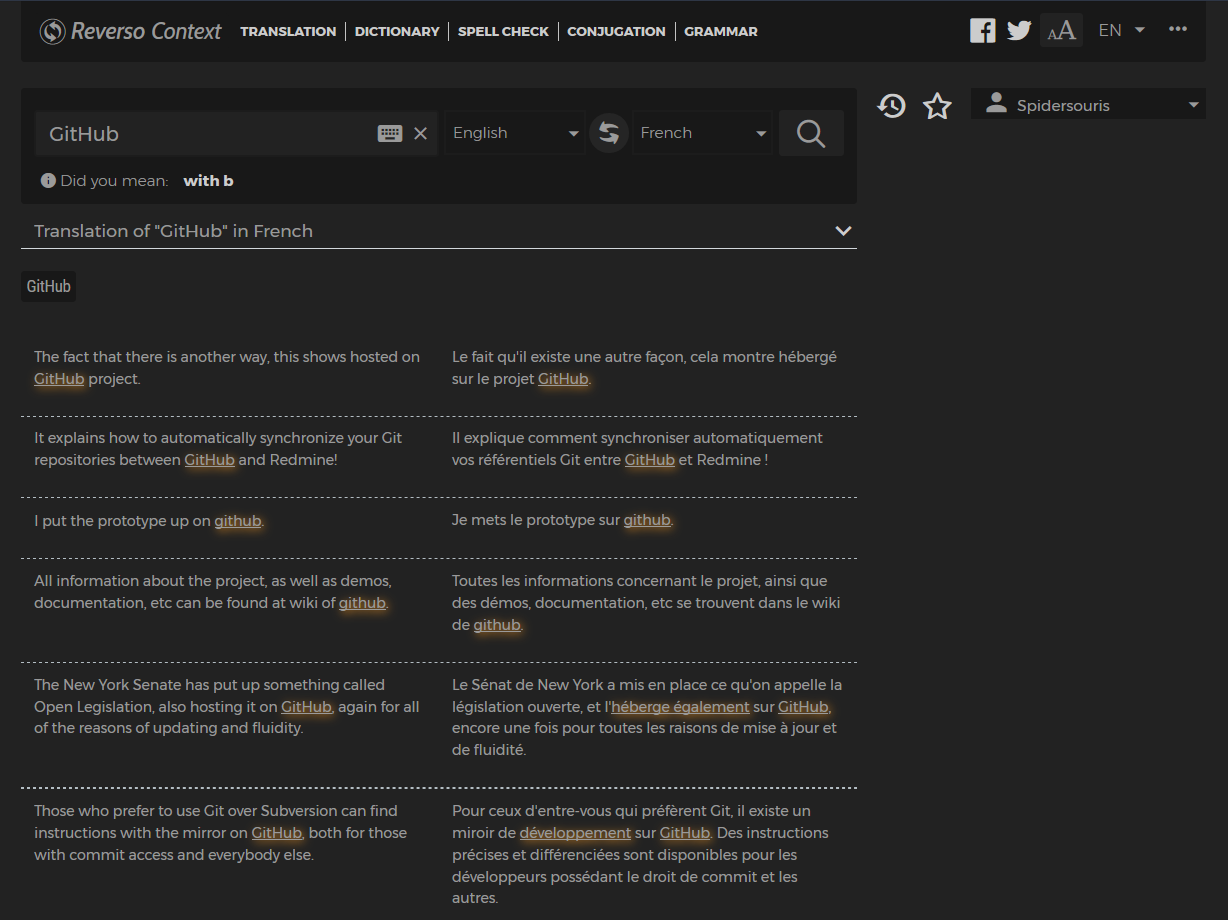 Reverso Context TRANSLATION DICTIONARY SPELL CHECK CONJUGATION GRAMMAR AA EN
GitHub English French
Spidersouris
Did you mean: with b
Translation of "GitHub" in French
GitHub
The fact that there is another way, this shows hosted on
GitHub project.
Le fait qu'il existe une autre façon, cela montre hébergé
sur le projet GitHub.
It explains how to automatically synchronize your Git
repositories between GitHub and Redmine!
Il explique comment synchroniser automatiquement
vos référentiels Git entre GitHub et Redmine !
I put the prototype up on github.
Je mets le prototype sur github.
All information about the project, as well as demos,
documentation, etc can be found at wiki of github.
Toutes les informations concernant le projet, ainsi que
des démos, documentation, etc se trouvent dans le wiki
de github.
The New York Senate has put up something called
Open Legislation, also hosting it on GitHub, again for all
of the reasons of updating and fluidity.
Le Sénat de New York a mis en place ce qu'on appelle la
législation ouverte, et l'héberge également sur GitHub,
encore une fois pour toutes les raisons de mise à jour et
de fluidité.
Those who prefer to use Git over Subversion can find
instructions with the mirror on GitHub, both for those
with commit access and everybody else.
Pour ceux d'entre-vous qui préfèrent Git, il existe un
miroir de développement sur GitHub. Des instructions
précises et différenciées sont disponibles pour les
développeurs possédant le droit de commit et les
autres.